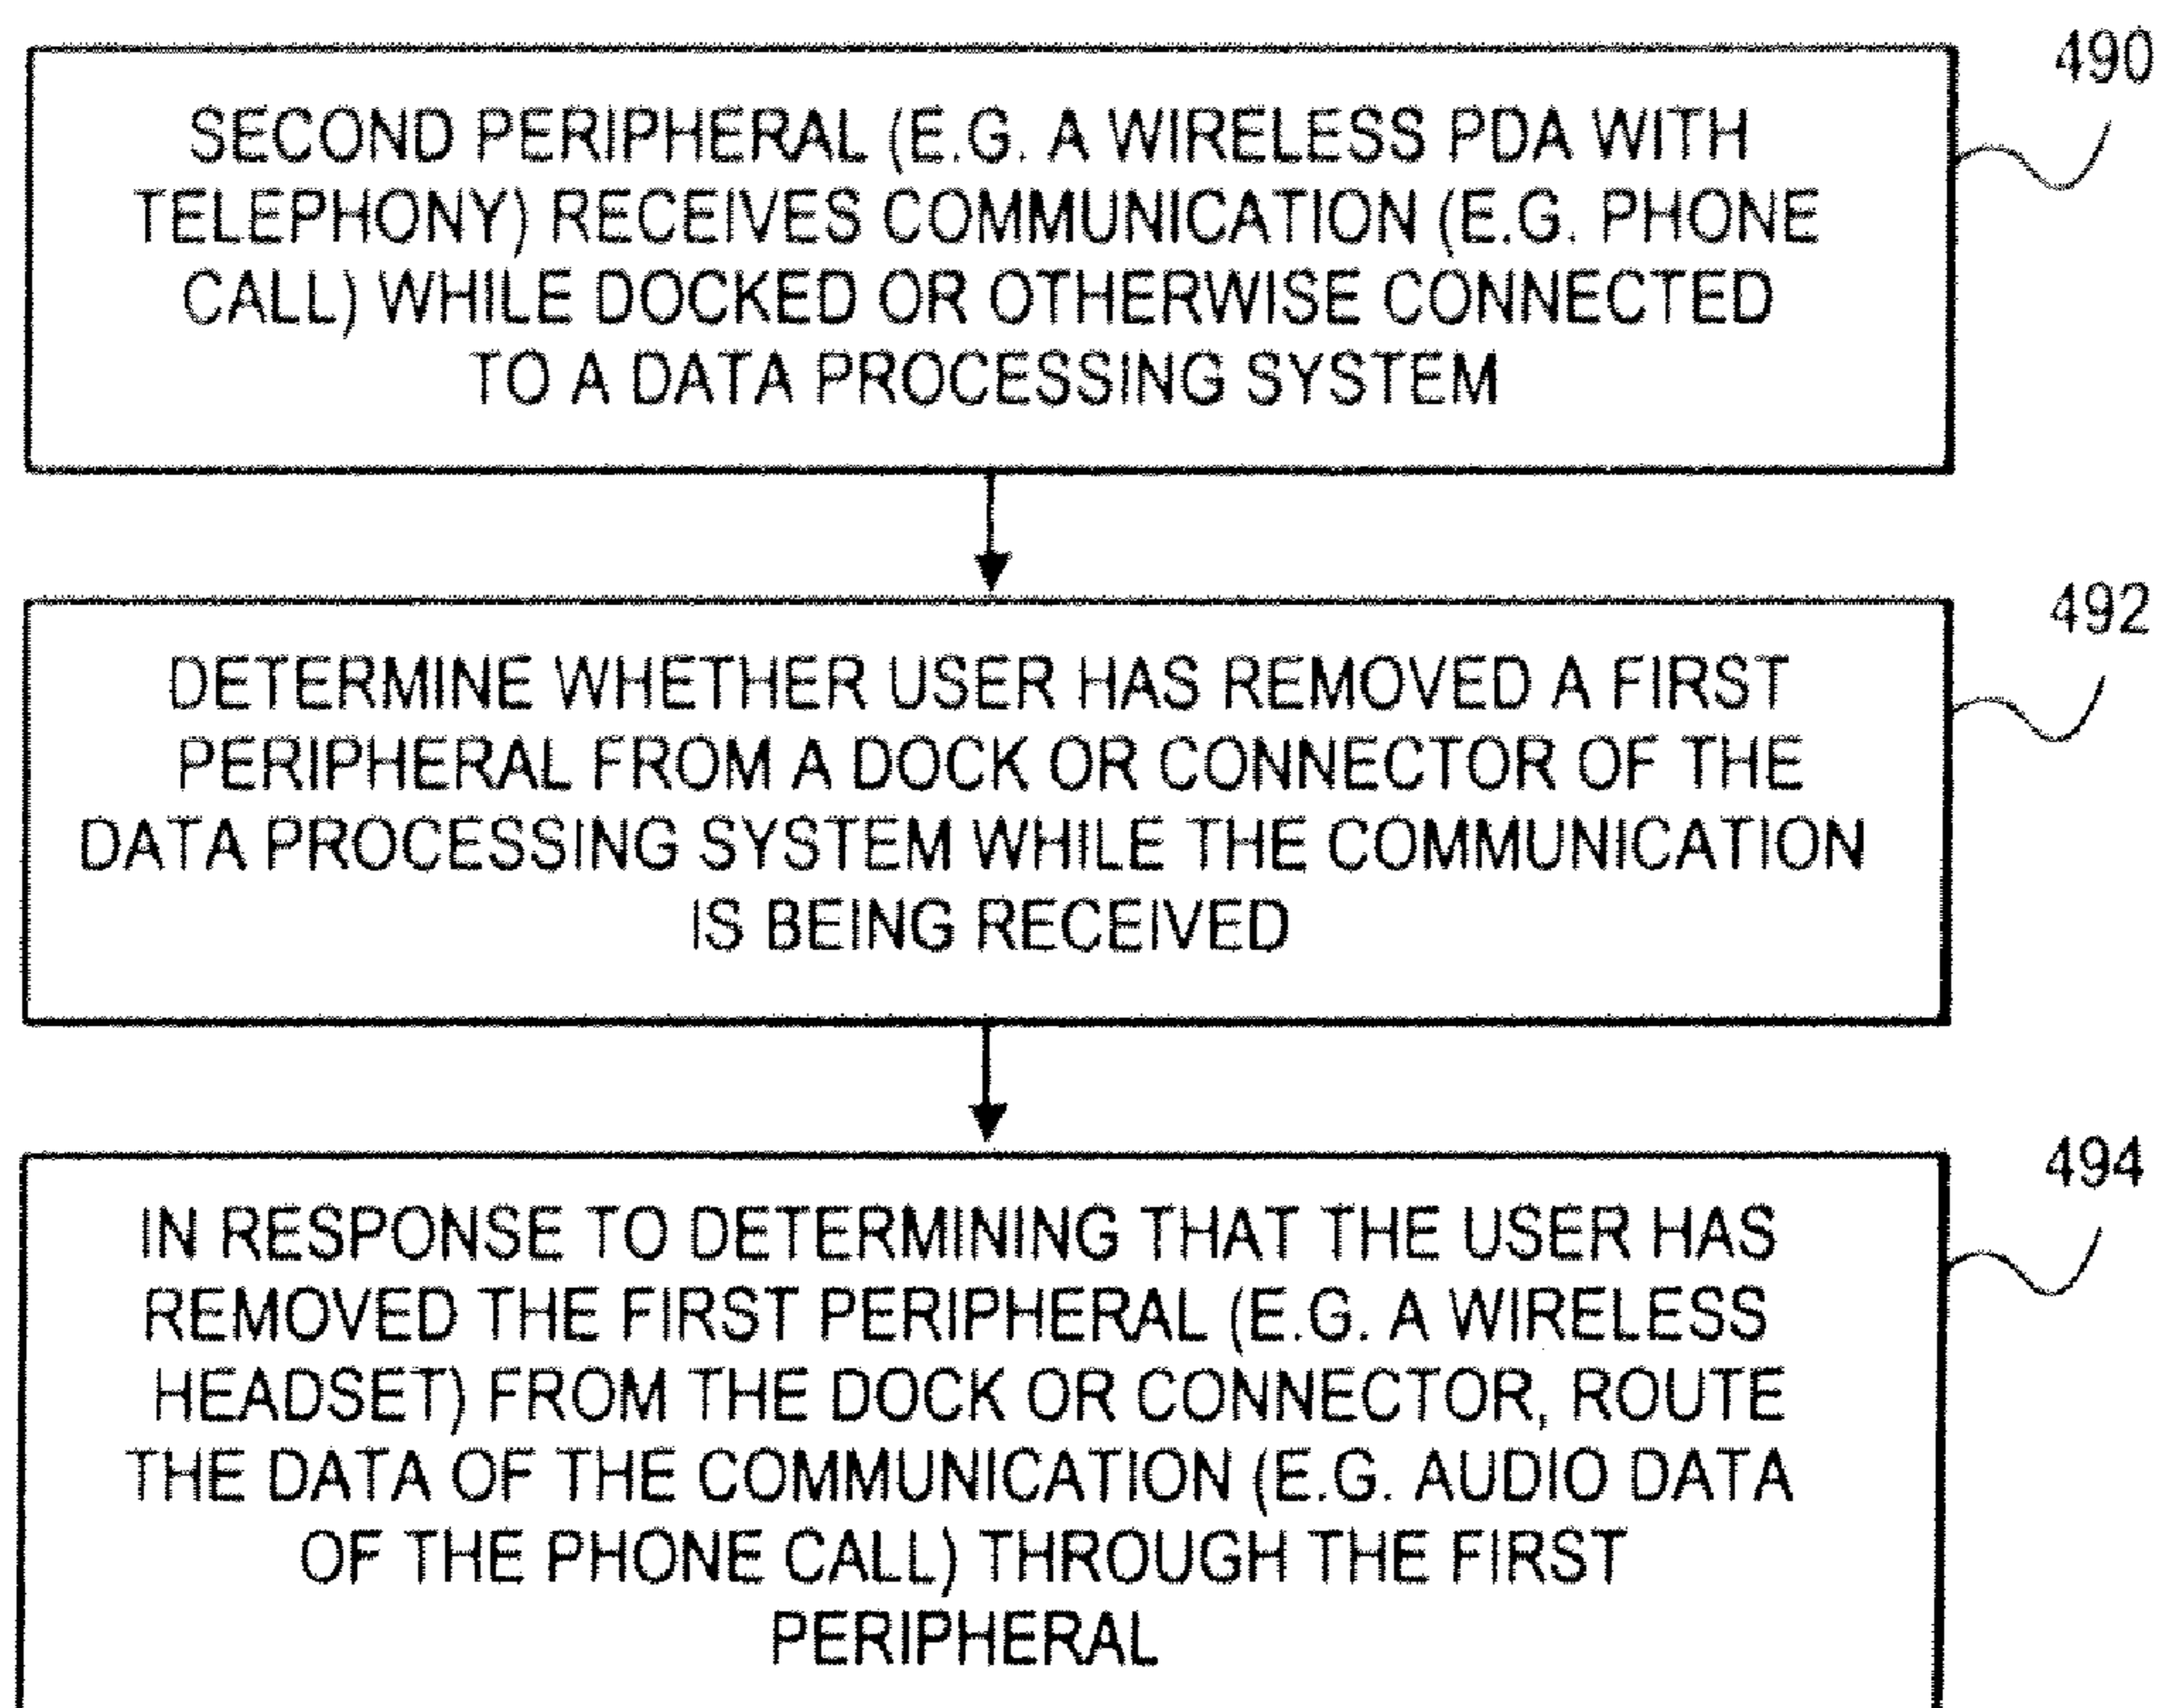 490
SECOND PERIPHERAL (E.G. A WIRELESS PDA WITH
TELEPHONY) RECEIVES COMMUNICATION (E.G. PHONE
CALL) WHILE DOCKED OR OTHERWISE CONNECTED
TO A DATA PROCESSING SYSTEM
492
DETERMINE WHETHER USER HAS REMOVED A FIRST
PERIPHERAL FROM A DOCK OR CONNECTOR OF THE
DATA PROCESSING SYSTEM WHILE THE COMMUNICATION
IS BEING RECEIVED
494
IN RESPONSE TO DETERMINING THAT THE USER HAS
REMOVED THE FIRST PERIPHERAL (E.G. A WIRELESS
HEADSET) FROM THE DOCK OR CONNECTOR, ROUTE
THE DATA OF THE COMMUNICATION (E.G. AUDIO DATA
OF THE PHONE CALL) THROUGH THE FIRST
PERIPHERAL